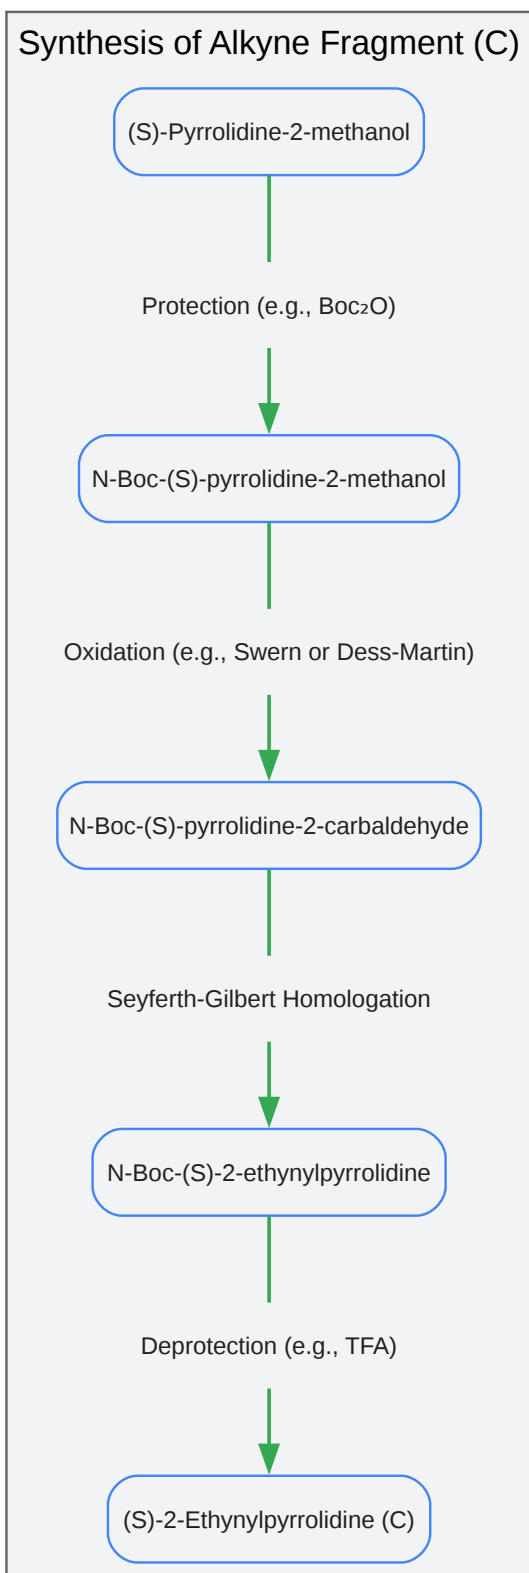 Synthesis of Alkyne Fragment (C)
(S)-Pyrrolidine-2-methanol
Protection (e.g., Boc₂O)
N-Boc-(S)-pyrrolidine-2-methanol
Oxidation (e.g., Swern or Dess-Martin)
N-Boc-(S)-pyrrolidine-2-carbaldehyde
Seyferth-Gilbert Homologation
N-Boc-(S)-2-ethynylpyrrolidine
Deprotection (e.g., TFA)
(S)-2-Ethynylpyrrolidine (C)